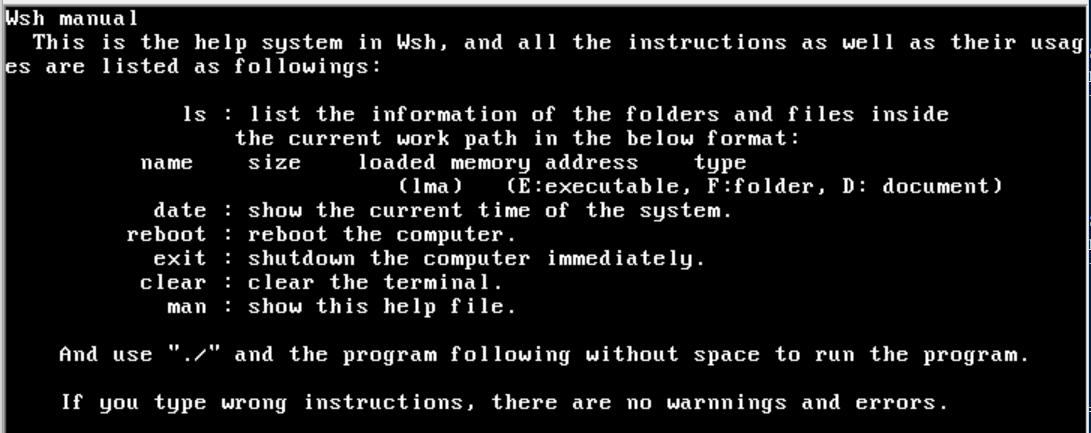 Wsh manual
This is the help system in Wsh, and all the instructions as well as their usag
es are listed as followings:
ls : list the information of the folders and files inside
the current work path in the below format:
name size loaded memory address type
(lma) (E:executable, F:folder, D: document)
date : show the current time of the system.
reboot : reboot the computer.
exit : shutdown the computer immediately.
clear : clear the terminal.
man : show this help file.
And use "./" and the program following without space to run the program.
If you type wrong instructions, there are no warnnings and errors.